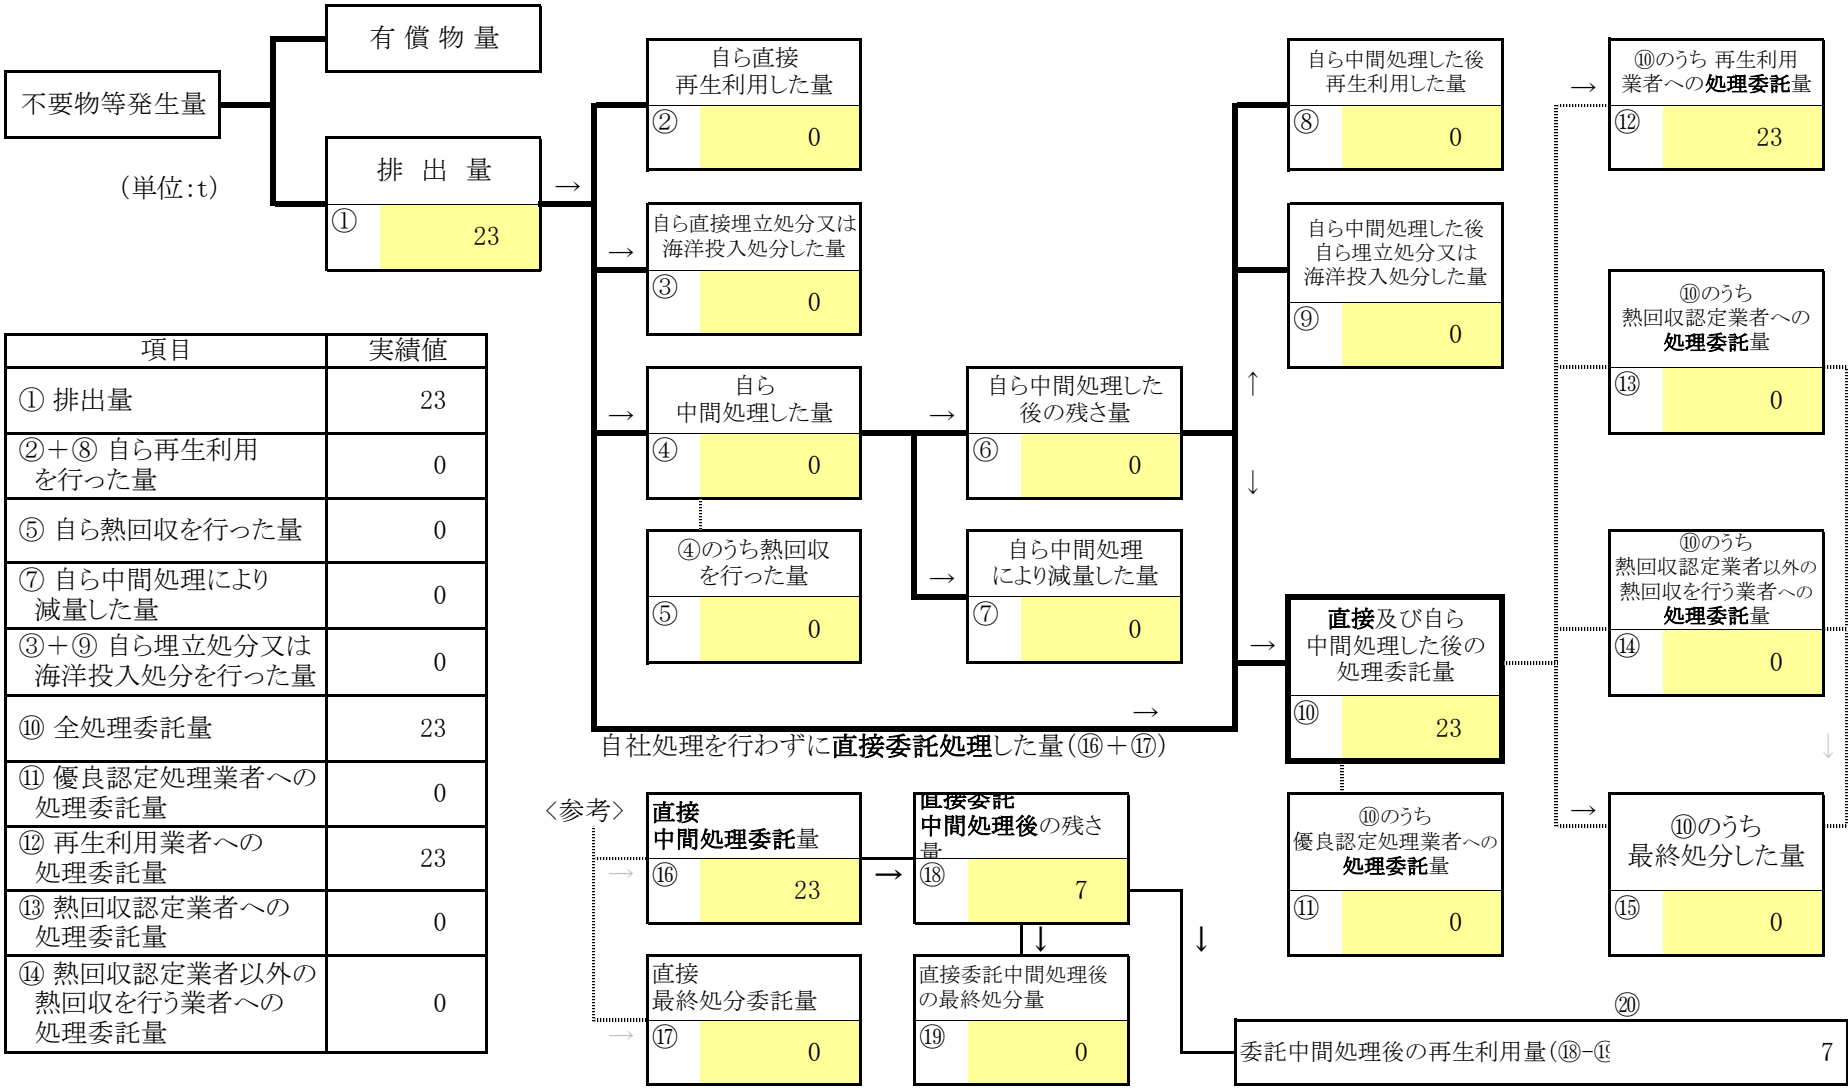 有 償 物 量
不要物等発生量
(単位:t)
排 出 量
①
23
→
自ら直接
再生利用した量
②
0
→
自ら直接埋立処分又は
海洋投入処分した量
③
0
→
自ら
中間処理した量
④
0
④のうち熱回収
を行った量
⑤
0
→
自ら中間処理した
後の残さ量
⑥
0
→
自ら中間処理
により減量した量
⑦
0
自ら中間処理した後
再生利用した量
⑧
0
自ら中間処理した後
自ら埋立処分又は
海洋投入処分した量
⑨
0
↑
↓
→
直接及び自ら
中間処理した後の
処理委託量
⑩
23
→
自社処理を行わずに直接委託処理した量(⑯+⑰)
⑩のうち
優良認定処理業者への
処理委託量
⑪
0
→
⑩のうち 再生利用
業者への処理委託量
⑫
23
⑩のうち
熱回収認定業者への
処理委託量
⑬
0
⑩のうち
熱回収認定業者以外の
熱回収を行う業者への
処理委託量
⑭
0
↓
→
⑩のうち
最終処分した量
⑮
0
項目 実績値
① 排出量 23
②+⑧ 自ら再生利用
を行った量 0
⑤ 自ら熱回収を行った量 0
⑦ 自ら中間処理により
減量した量 0
③+⑨ 自ら埋立処分又は
海洋投入処分を行った量 0
⑩ 全処理委託量 23
⑪ 優良認定処理業者への
処理委託量 0
⑫ 再生利用業者への
処理委託量 23
⑬ 熱回収認定業者への
処理委託量 0
⑭ 熱回収認定業者以外の
熱回収を行う業者への
処理委託量 0
<参考>
→
直接
中間処理委託量
⑯
23
→
直接委託
中間処理後の残さ
量
⑱
7
↓
↓
→
直接
最終処分委託量
⑰
0
直接委託中間処理後
の最終処分量
⑲
0
⑳
委託中間処理後の再生利用量(⑱-⑲
7